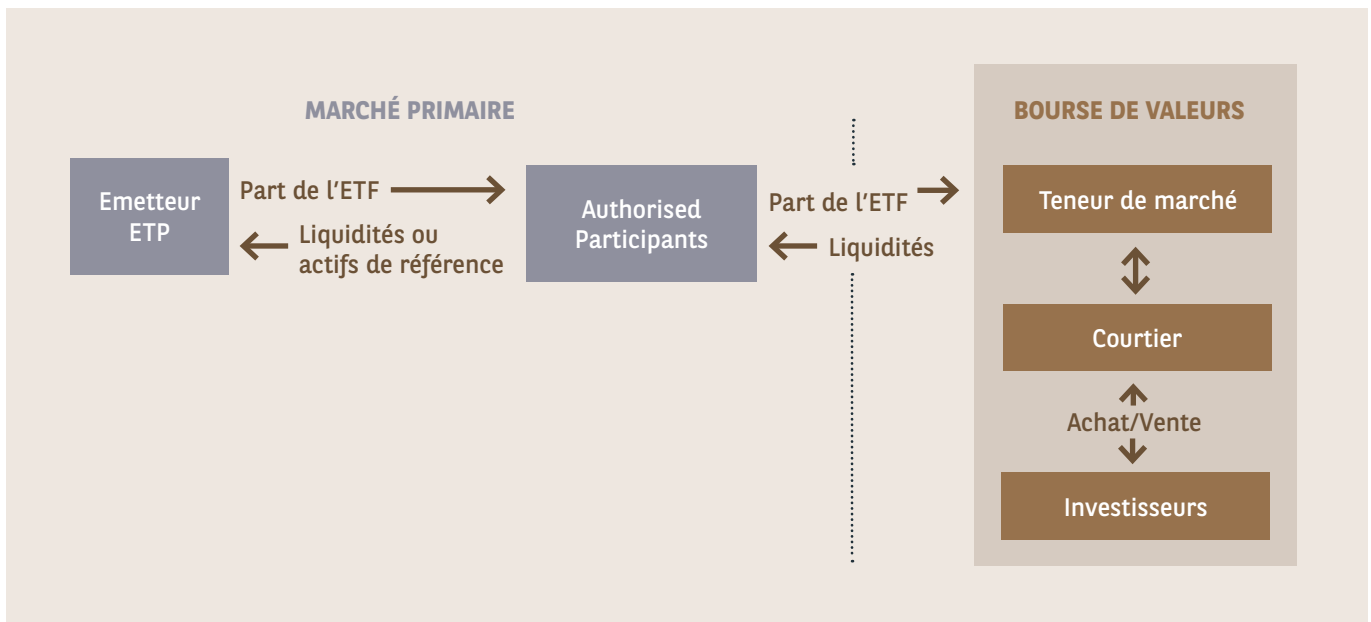 MARCHÉ PRIMAIRE
BOURSE DE VALEURS
Emetteur
ETP
Part de l’ETF
Liquidités ou
actifs de référence
Authorised
Participants
Part de l’ETF
Liquidités
Teneur de marché
Courtier
Achat/Vente
Investisseurs